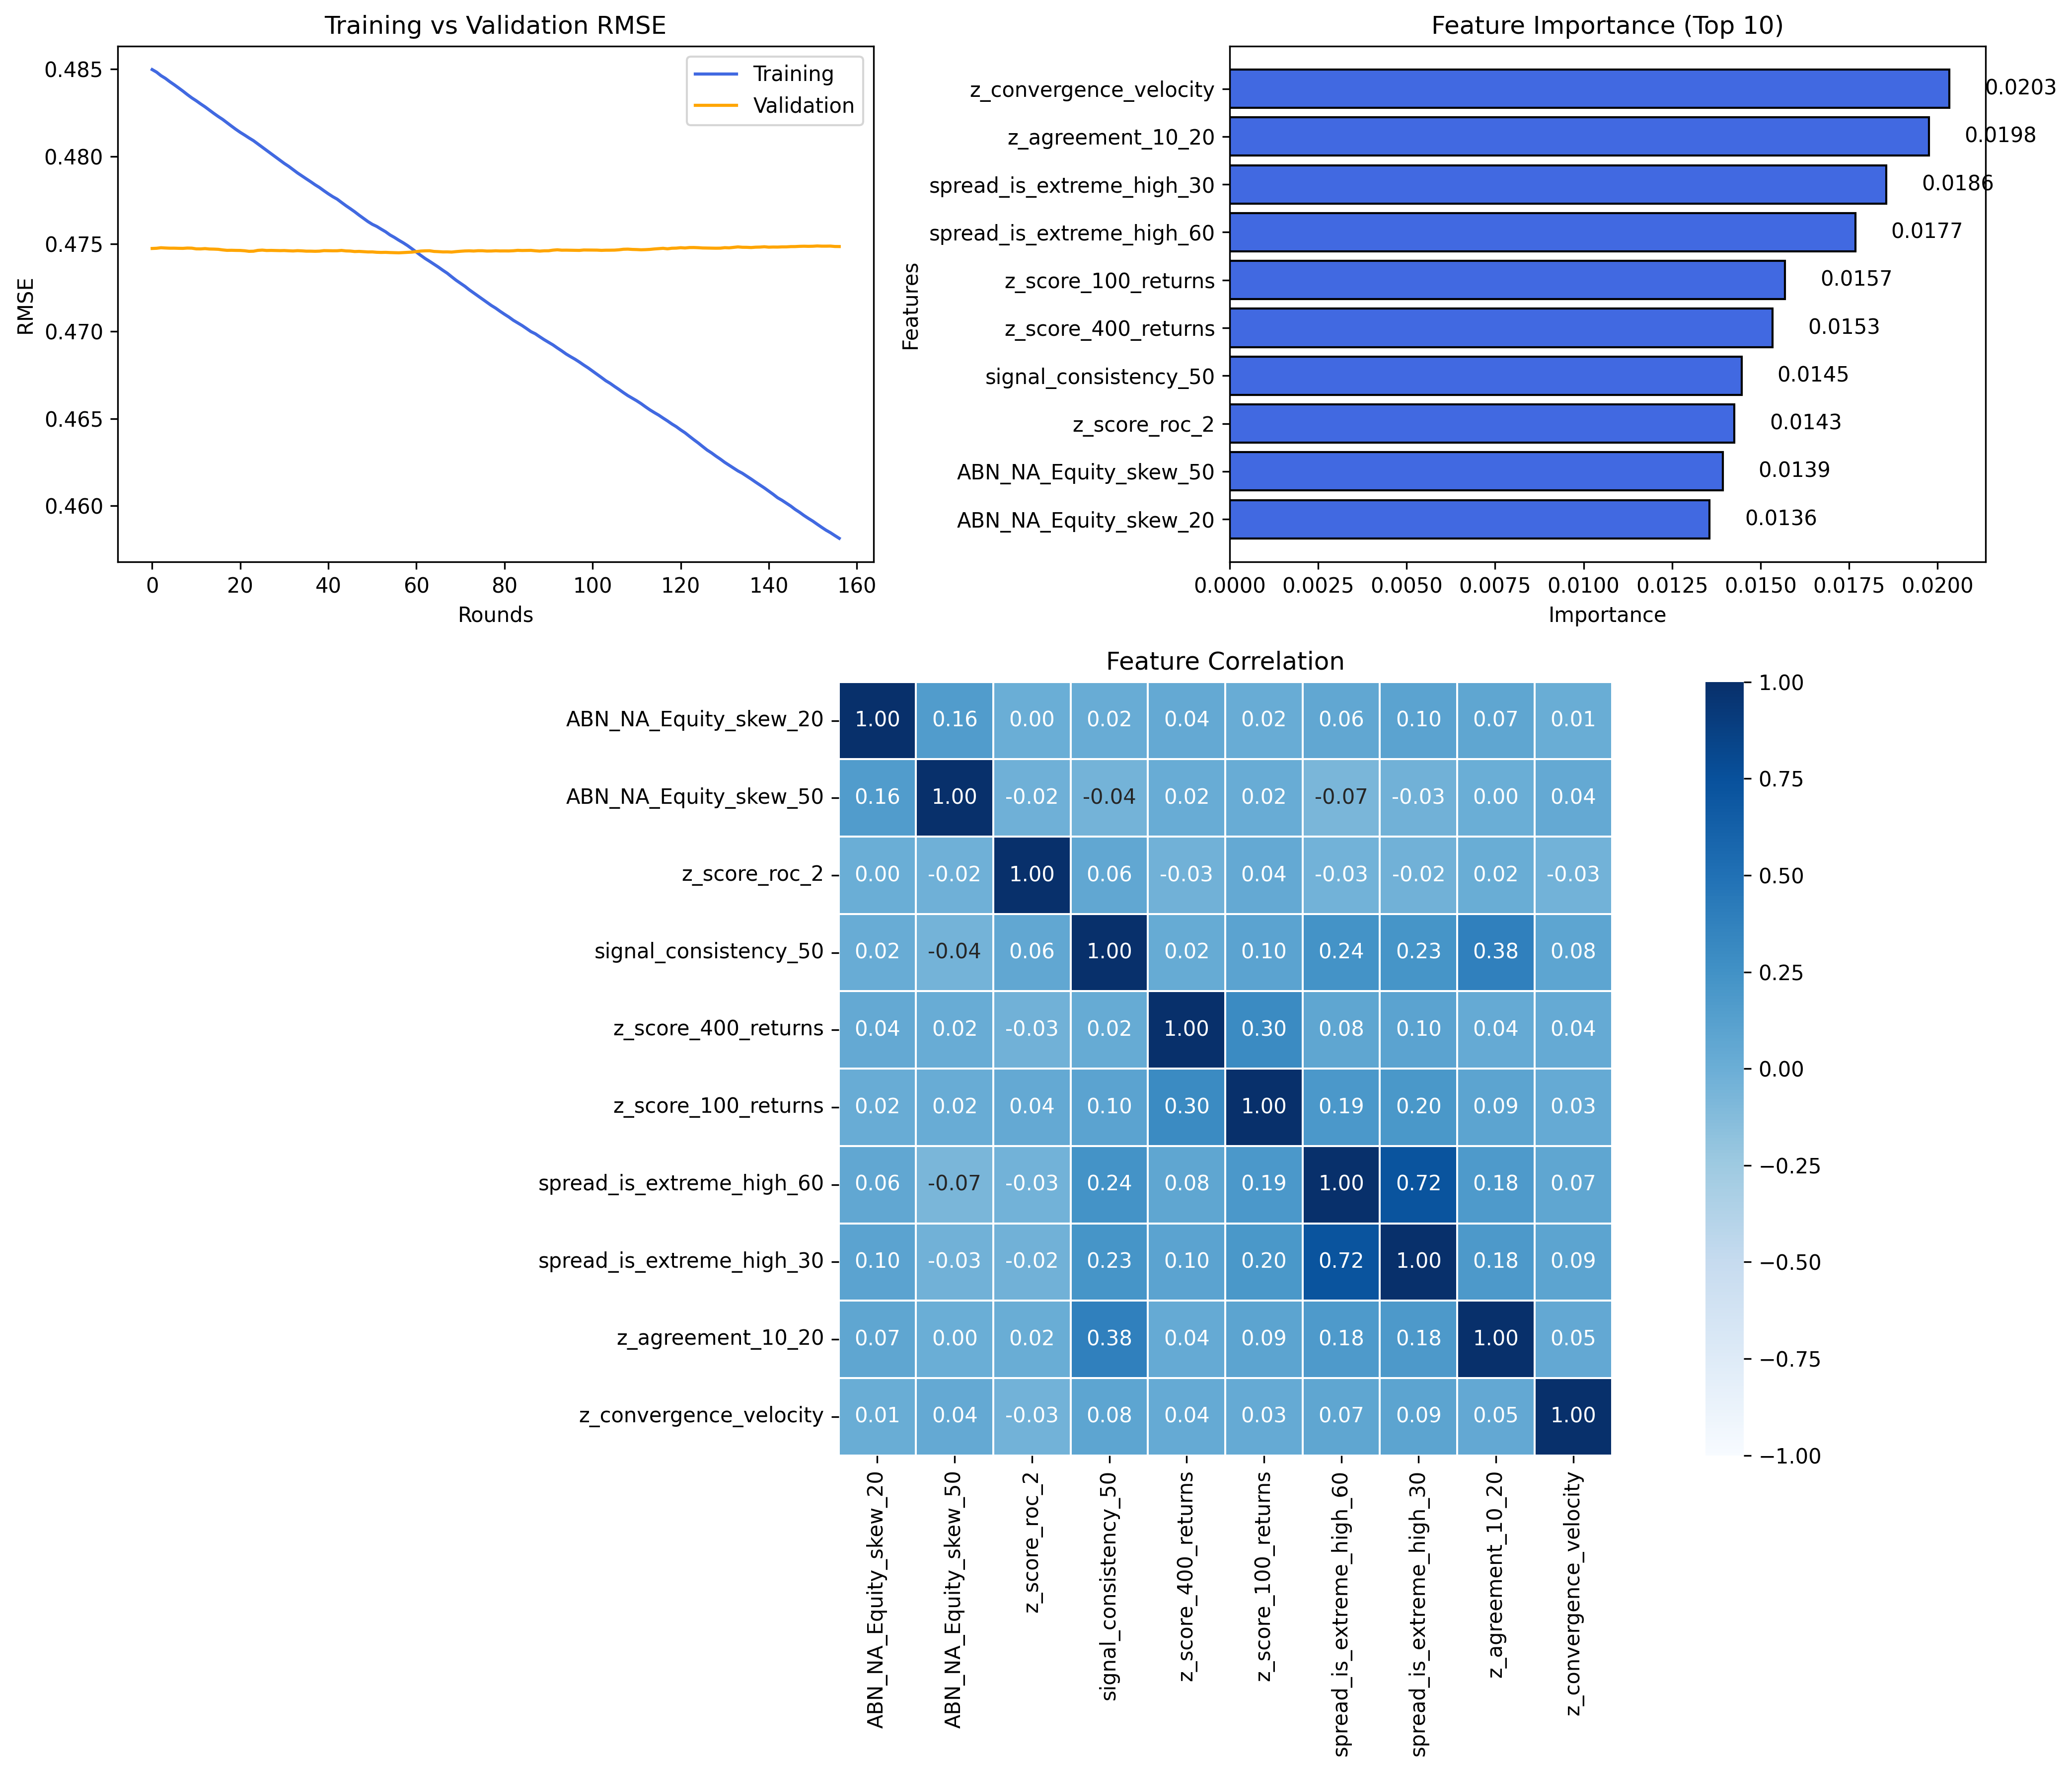 Training vs Validation RMSE
Training
Validation
0.485
0.480
0.475
0.470
0.465
0.460
RMSE
0 20 40 60 80 100 120 140 160
Rounds
Feature Importance (Top 10)
Features
z_convergence_velocity 0.0203
z_agreement_10_20 0.0198
spread_is_extreme_high_30 0.0186
spread_is_extreme_high_60 0.0177
z_score_100_returns 0.0157
z_score_400_returns 0.0153
signal_consistency_50 0.0145
z_score_roc_2 0.0143
ABN_NA_Equity_skew_50 0.0139
ABN_NA_Equity_skew_20 0.0136
0.0000 0.0025 0.0050 0.0075 0.0100 0.0125 0.0150 0.0175 0.0200
Importance
Feature Correlation
ABN_NA_Equity_skew_20 1.00 0.16 0.00 0.02 0.04 0.02 0.06 0.10 0.07 0.01
ABN_NA_Equity_skew_50 0.16 1.00 -0.02 -0.04 0.02 0.02 -0.07 -0.03 0.00 0.04
z_score_roc_2 0.00 -0.02 1.00 0.06 -0.03 0.04 -0.03 -0.02 0.02 -0.03
signal_consistency_50 0.02 -0.04 0.06 1.00 0.02 0.10 0.24 0.23 0.38 0.08
z_score_400_returns 0.04 0.02 -0.03 0.02 1.00 0.30 0.08 0.10 0.04 0.04
z_score_100_returns 0.02 0.02 0.04 0.10 0.30 1.00 0.19 0.20 0.09 0.03
spread_is_extreme_high_60 0.06 -0.07 -0.03 0.24 0.08 0.19 1.00 0.72 0.18 0.07
spread_is_extreme_high_30 0.10 -0.03 -0.02 0.23 0.10 0.20 0.72 1.00 0.18 0.09
z_agreement_10_20 0.07 0.00 0.02 0.38 0.04 0.09 0.18 0.18 1.00 0.05
z_convergence_velocity 0.01 0.04 -0.03 0.08 0.04 0.03 0.07 0.09 0.05 1.00
ABN_NA_Equity_skew_20
ABN_NA_Equity_skew_50
z_score_roc_2
signal_consistency_50
z_score_400_returns
z_score_100_returns
spread_is_extreme_high_60
spread_is_extreme_high_30
z_agreement_10_20
z_convergence_velocity
1.00
0.75
0.50
0.25
0.00
−0.25
−0.50
−0.75
−1.00